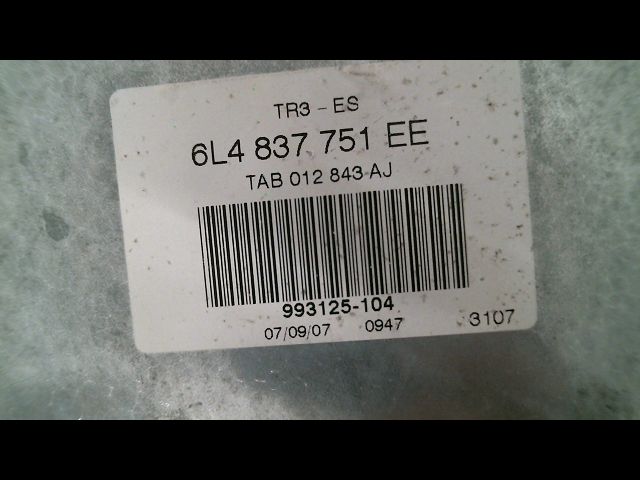 TR3 - ES
6L4 837 751 EE
TAB 012 843 AJ
993125-104
07/09/07 0947 3107